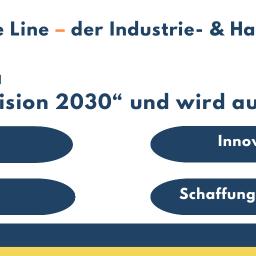 Line – der Industrie- & Ha
ision 2030“ und wird au
Innov
Schaffung